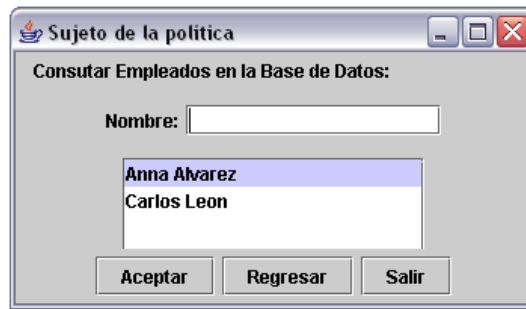 Sujeto de la politica
Consutar Empleados en la Base de Datos:
Nombre:
Anna Alvarez
Carlos Leon
Aceptar Regresar Salir